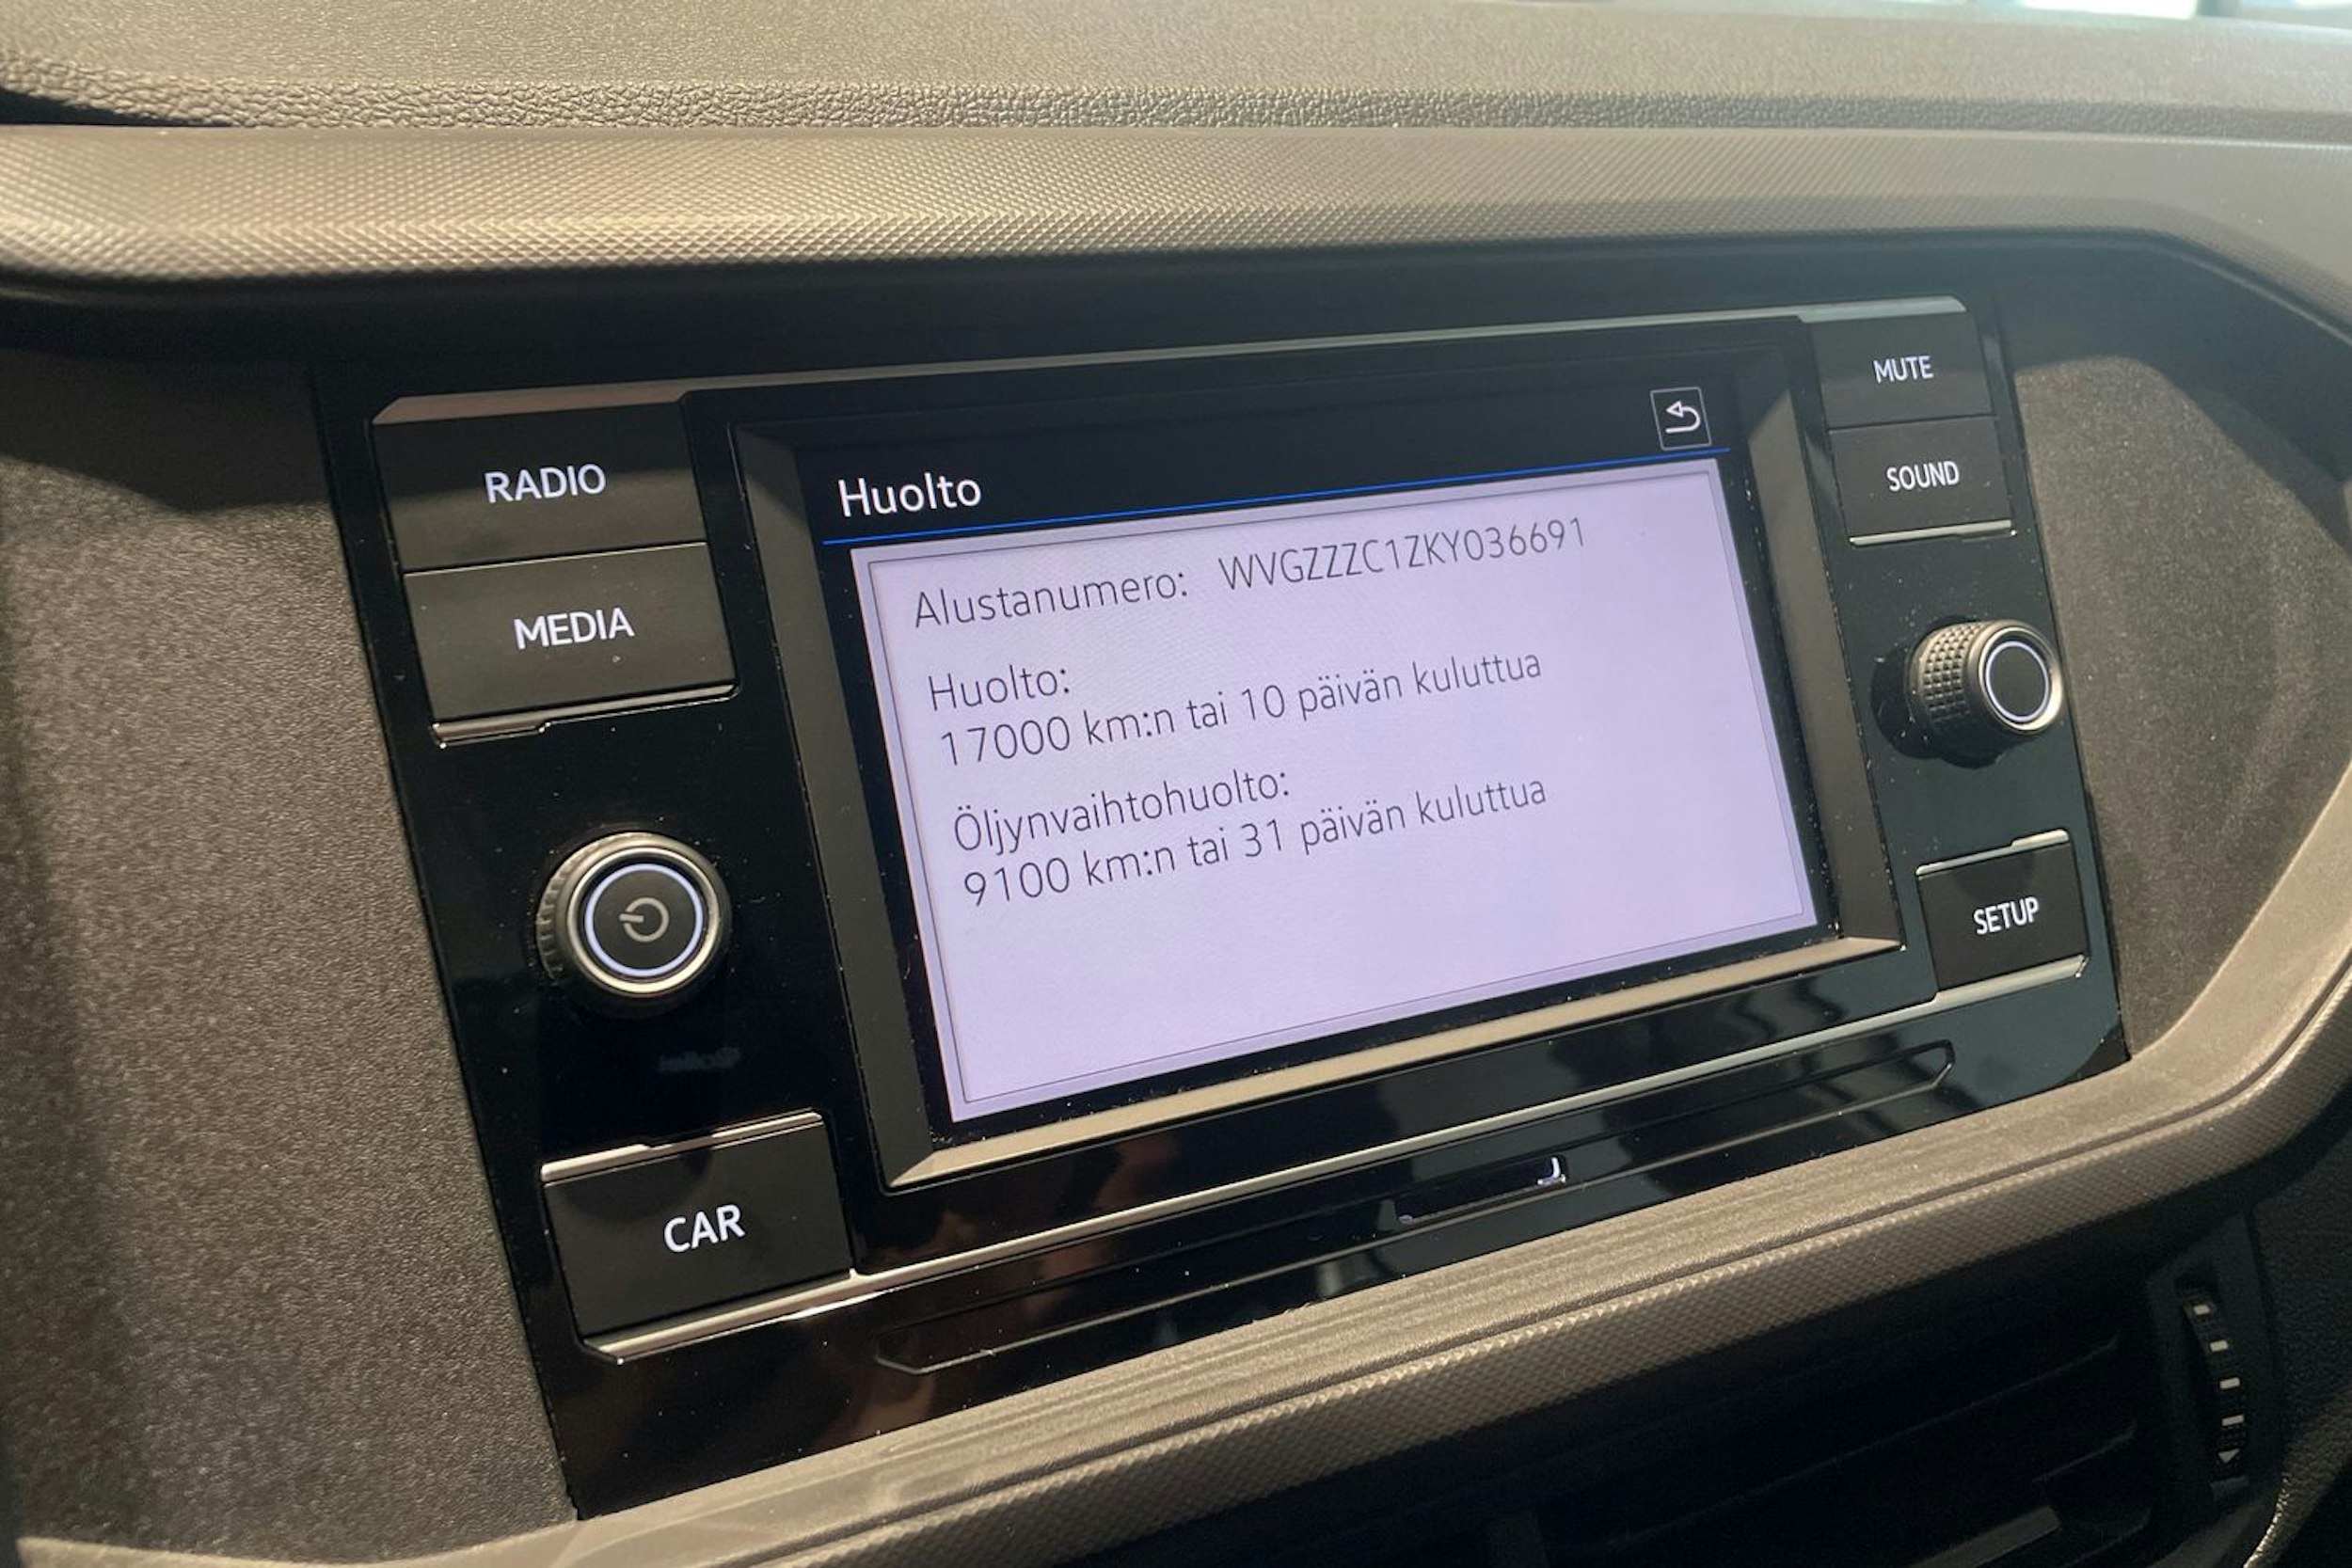 RADIO
MEDIA
CAR
Huolto
Alustanumero: WVGZZZC1ZKY036691
Huolto:
17000 km:n tai 10 päivän kuluttua
Öljynvaihtohuolto:
9100 km:n tai 31 päivän kuluttua
MUTE
SOUND
SETUP